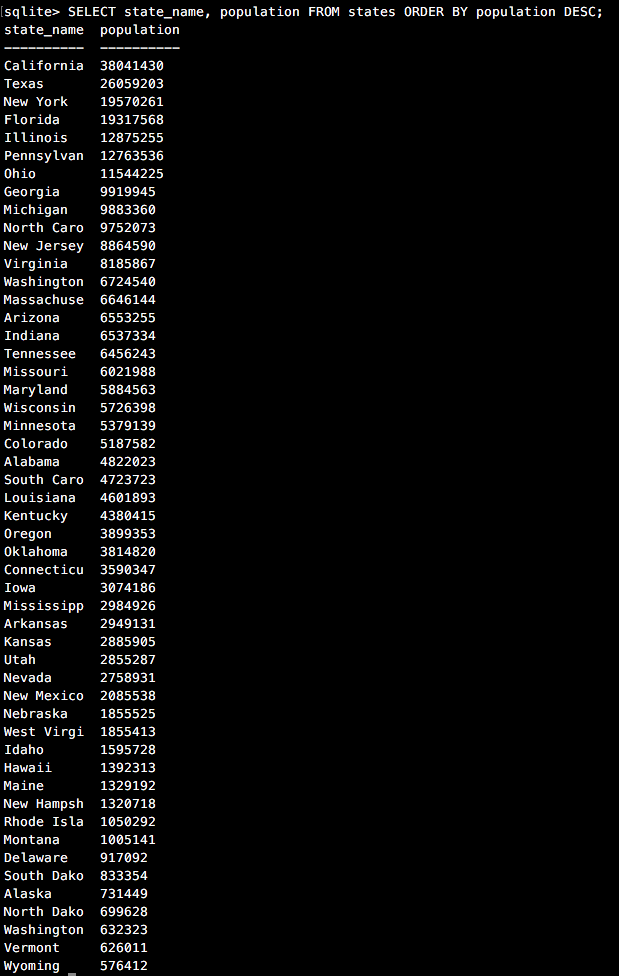 [sqlite> SELECT state_name, population FROM states ORDER BY population DESC;
state_name  population
----------  ----------
California  38041430
Texas       26059203
New York    19570261
Florida     19317568
Illinois    12875255
Pennsylvan  12763536
Ohio        11544225
Georgia     9919945
Michigan    9883360
North Caro  9752073
New Jersey  8864590
Virginia    8185867
Washington  6724540
Massachuse  6646144
Arizona     6553255
Indiana     6537334
Tennessee   6456243
Missouri    6021988
Maryland    5884563
Wisconsin   5726398
Minnesota   5379139
Colorado    5187582
Alabama     4822023
South Caro  4723723
Louisiana   4601893
Kentucky    4380415
Oregon      3899353
Oklahoma    3814820
Connecticu  3590347
Iowa        3074186
Mississipp  2984926
Arkansas    2949131
Kansas      2885905
Utah        2855287
Nevada      2758931
New Mexico  2085538
Nebraska    1855525
West Virgi  1855413
Idaho       1595728
Hawaii      1392313
Maine       1329192
New Hampsh  1320718
Rhode Isla  1050292
Montana     1005141
Delaware    917092
South Dako  833354
Alaska      731449
North Dako  699628
Washington  632323
Vermont     626011
Wyoming     576412